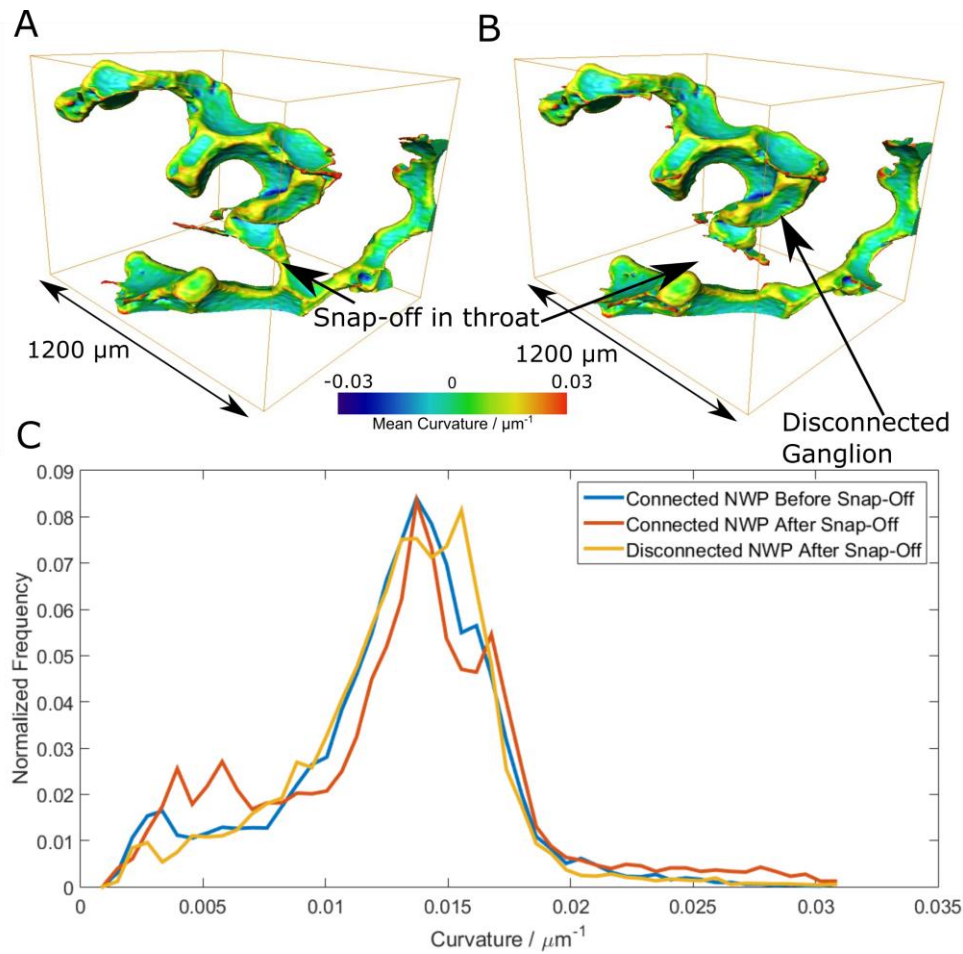 A
B
Snap-off in throat
1200 µm
1200 µm
-0.03 0 0.03
Mean Curvature / µm-1
Disconnected
Ganglion
C
0.09
0.08
0.07
0.06
0.05
0.04
0.03
0.02
0.01
0
Normalized Frequency
Connected NWP Before Snap-Off
Connected NWP After Snap-Off
Disconnected NWP After Snap-Off
0 0.005 0.01 0.015 0.02 0.025 0.03 0.035
Curvature / µm-1